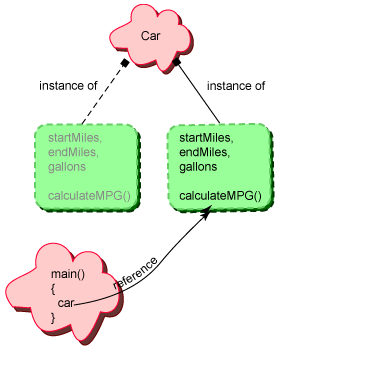 Car
instance of
instance of
startMiles,
endMiles,
gallons
calculateMPG()
startMiles,
endMiles,
gallons
calculateMPG()
reference
main()
{
car
}